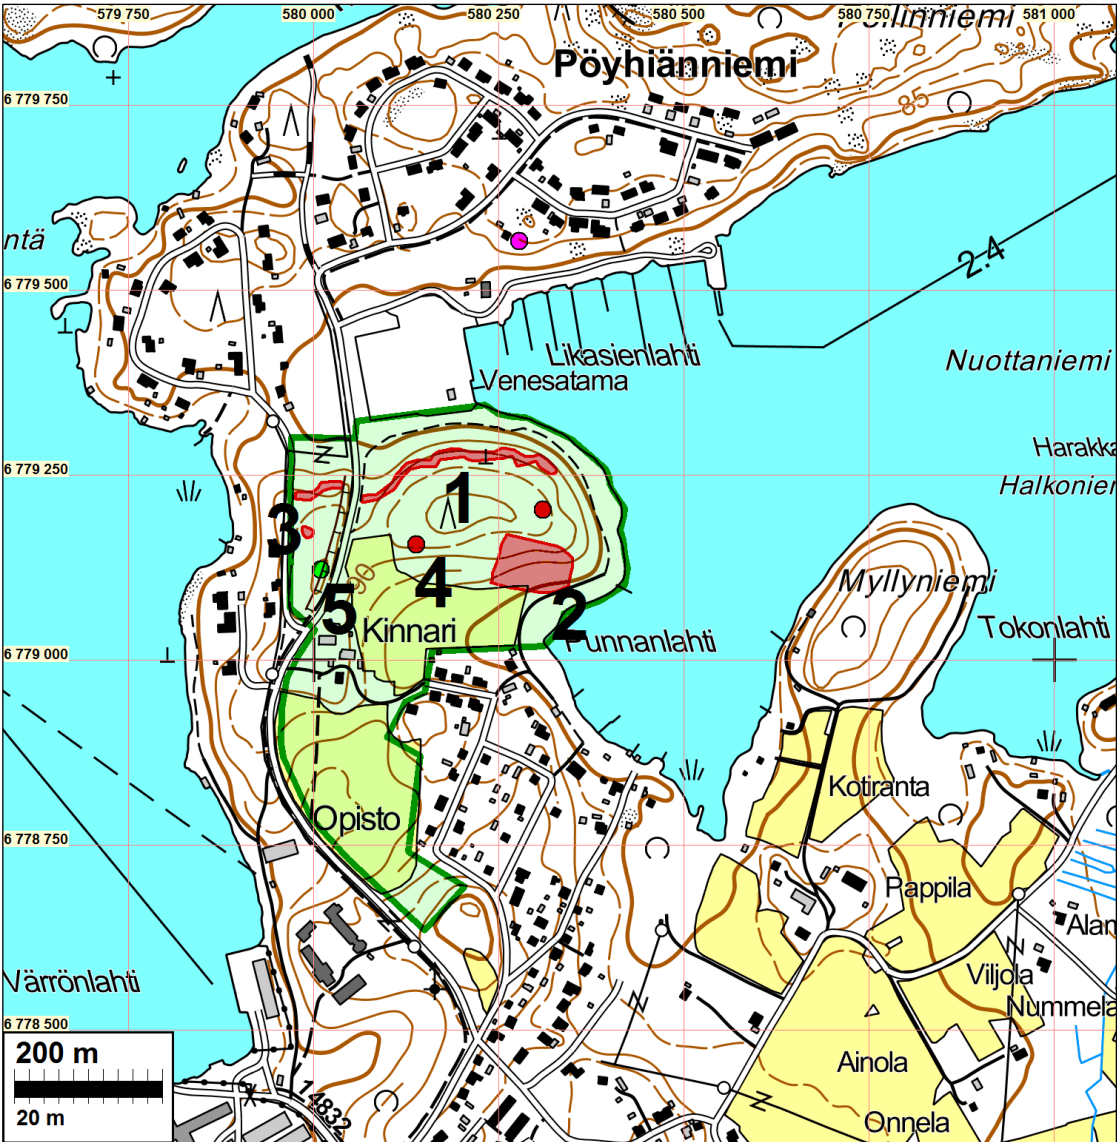 579 750
580 000
580 250
580 500
580 750
581 000
Pöyhiänniemi
6 779 750
85
ntä
2.4
6 779 500
Likasienlahti
Venesatama
Nuottaniemi
Harakka
6 779 250
Halkonier
1
3
90
4
Myllyniemi
5
2
Kinnari
Punnanlahti
Tokonlahti
6 779 000
Kotiranta
Opisto
6 778 750
Pappila
Alan
Värrönlahti
Viljola
Nummela
6 778 500
200 m
20 m
14832
Ainola
Onnela